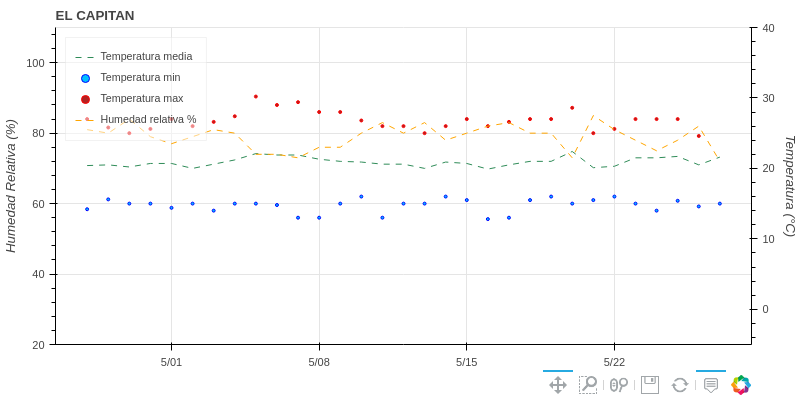 EL CAPITAN
Temperatura media
Temperatura min
Temperatura max
Humedad relativa %
Humedad Relativa (%)
100
80
60
40
20
Temperatura (°C)
40
30
20
10
0
5/01
5/08
5/15
5/22